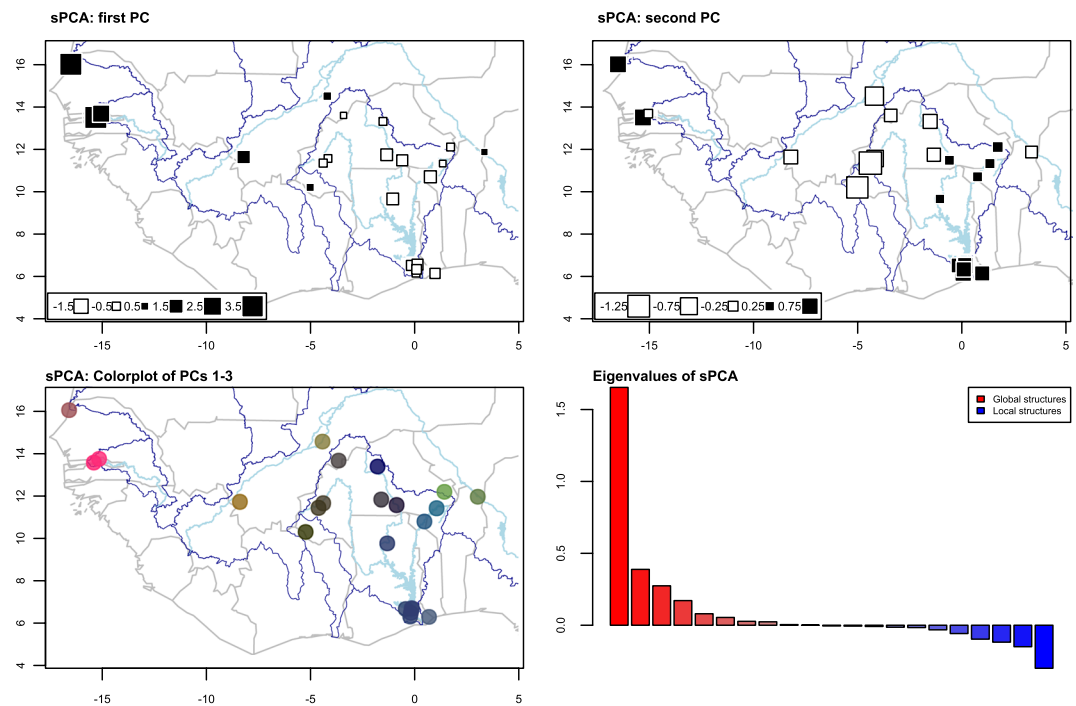 sPCA: first PC
16
14
12
10
8
6
4
-1.5 -0.5 0.5 1.5 2.5 3.5
-15 -10 -5 0 5
sPCA: second PC
16
14
12
10
8
6
4
-1.25 -0.75 -0.25 0.25 0.75
-15 -10 -5 0 5
sPCA: Colorplot of PCs 1-3
16
14
12
10
8
6
4
-15 -10 -5 0 5
Eigenvalues of sPCA
Global structures
Local structures
1.5
1.0
0.5
0.0